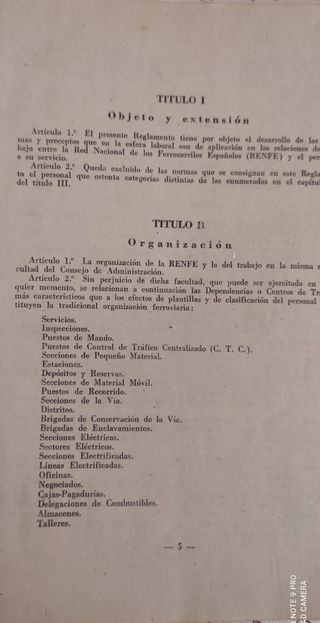 TITULO I
Objeto y extensión
Artículo 1.º El presente Reglamento tiene por objeto el desarrollo de las
mas y preceptos que en la esfera laboral son de aplicación en las relaciones de
bajo entre la Red Nacional de los Ferrocarriles Españoles (RENFE) y el per
a su servicio.
Artículo 2.º Queda excluido de las normas que se consignan en este Regla
to el personal que ostenta categorías distintas de las enumeradas en el capítu
del título III.
TITULO II
Organización
Artículo 1.º La organización de la RENFE y la del trabajo en la misma e
cultad del Consejo de Administración.
Artículo 2.º Sin perjuicio de dicha facultad, que puede ser ejercitada en
quier momento, se relacionan a continuación las Dependencias o Centros de Tr
más característicos que a los efectos de plantillas y de clasificación del personal
tituyen la tradicional organización ferroviaria:
Servicios.
Inspecciones.
Puestos de Mando.
Puestos de Control de Tráfico Centralizado (C. T. C.).
Secciones de Pequeño Material.
Estaciones.
Depósitos y Reservas.
Secciones de Material Móvil.
Puestos de Recorrido.
Secciones de la Vía.
Distritos.
Brigadas de Conservación de la Vía.
Brigadas de Enclavamientos.
Secciones Eléctricas.
Sectores Eléctricos.
Secciones Electrificadas.
Líneas Electrificadas.
Oficinas.
Negociados.
Cajas-Pagadurías.
Delegaciones de Combustibles.
Almacenes.
Talleres.
— 5 —
NOTE 9 PRO
AD CAMERA